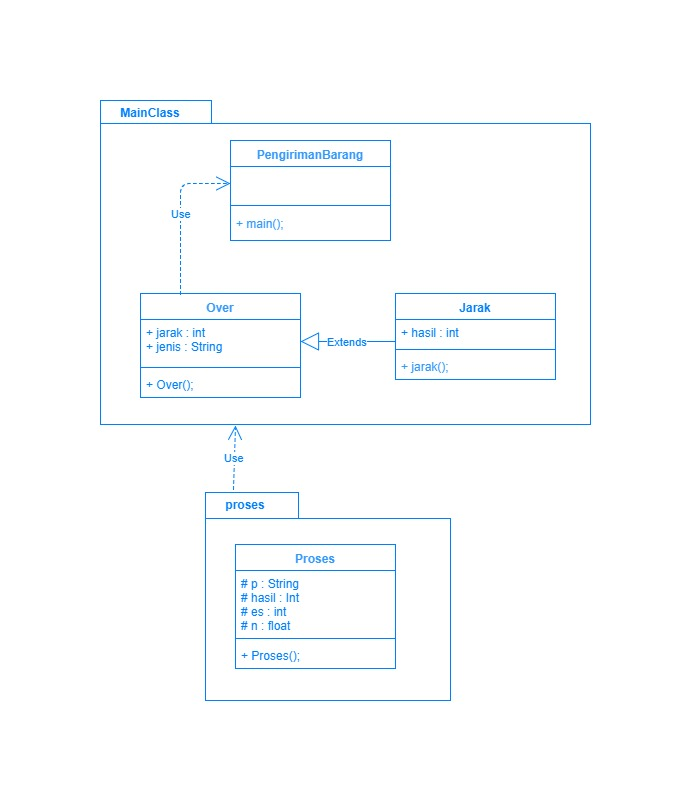 MainClass
PengirimanBarang
+ main();
Use
Over
+ jarak : int
+ jenis : String
+ Over();
Extends
Jarak
+ hasil : int
+ jarak();
Use
proses
Proses
# p : String
# hasil : Int
# es : int
# n : float
+ Proses();